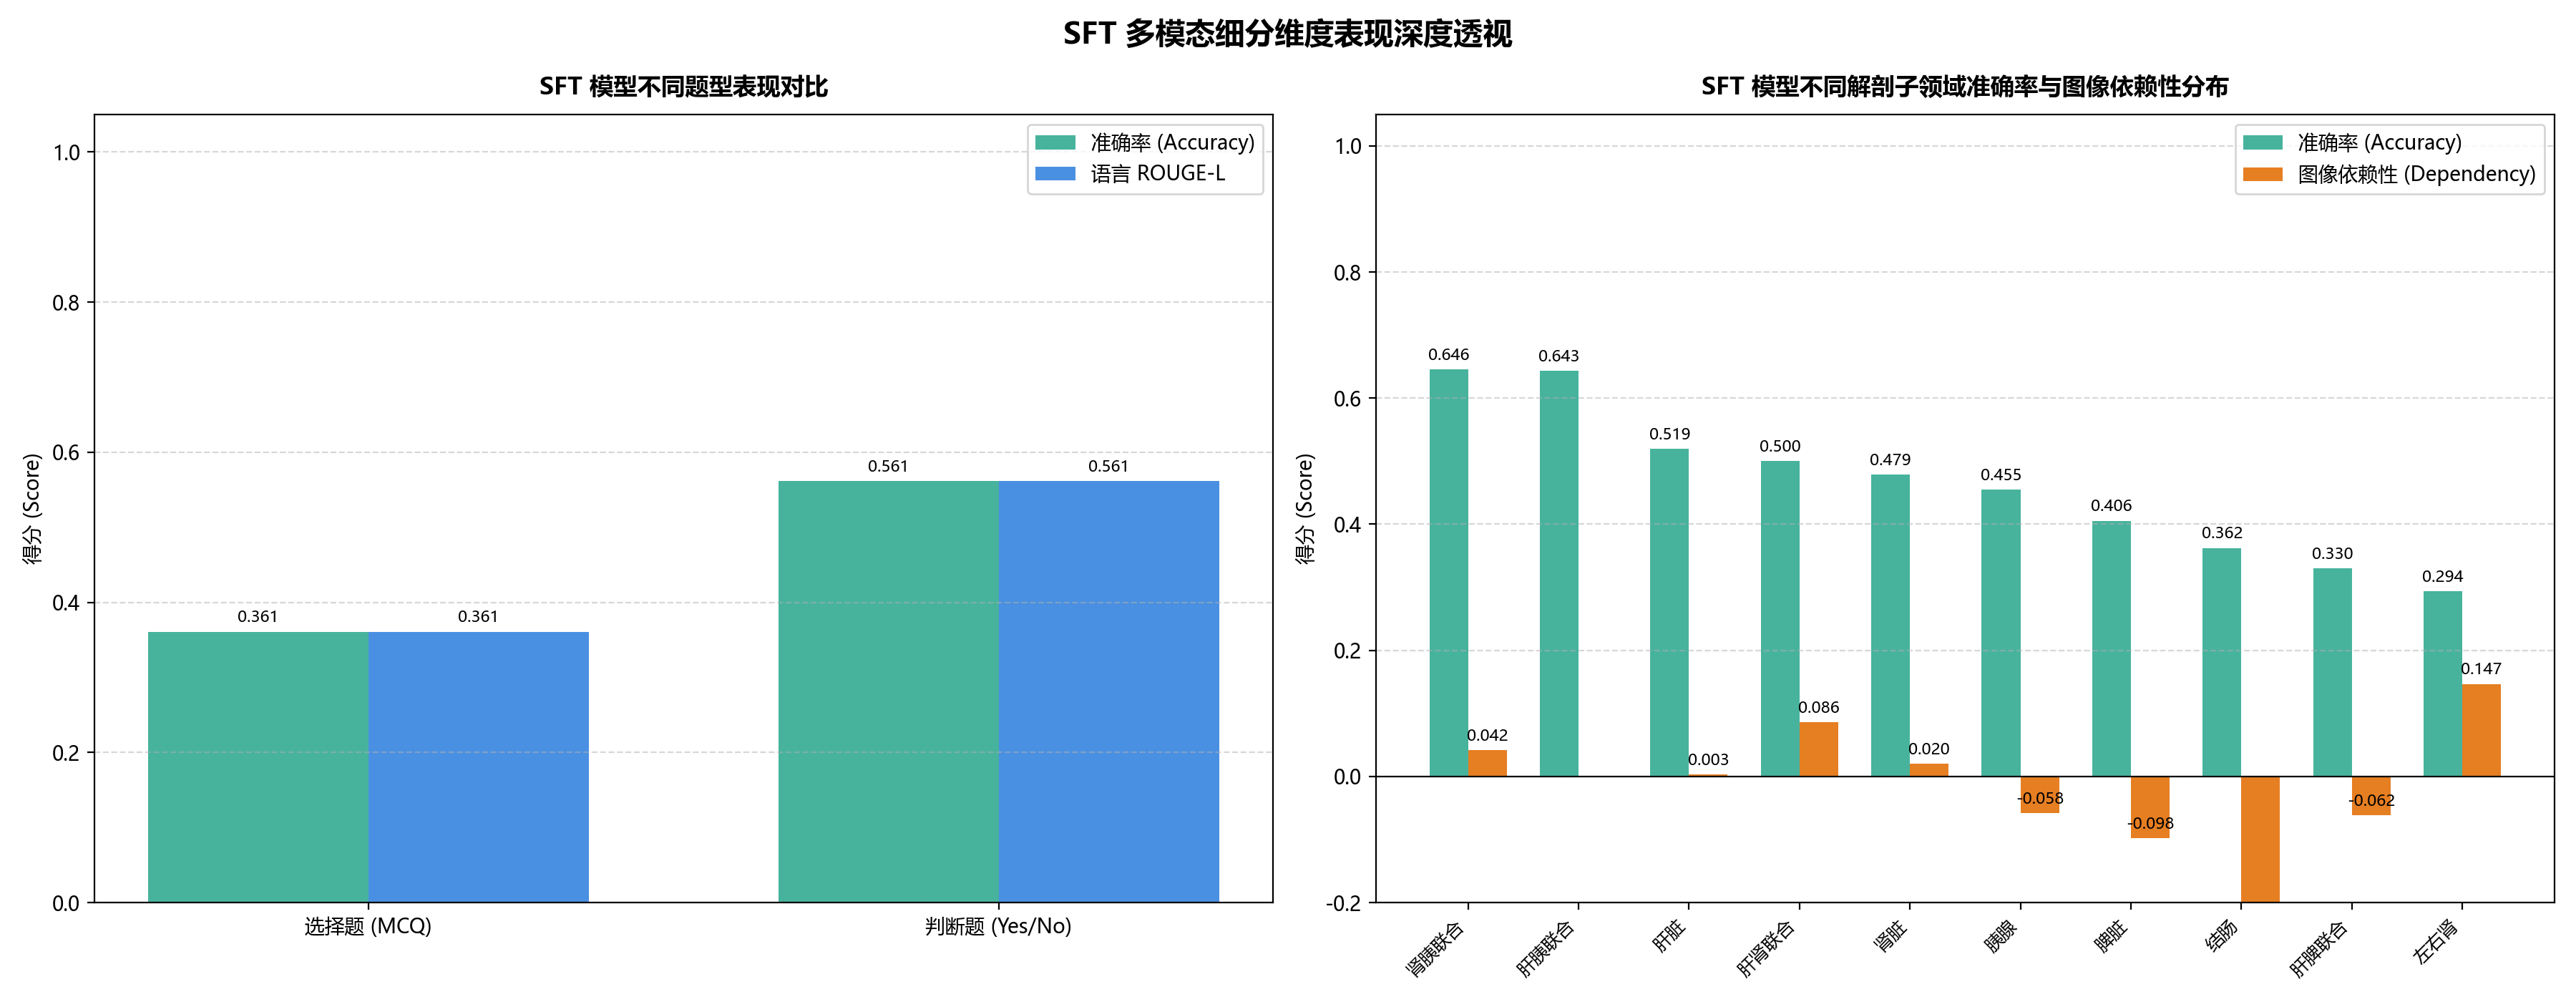 SFT 多模态细分维度表现深度透视
SFT 模型不同题型表现对比
准确率 (Accuracy)
语言 ROUGE-L
得分 (Score)
1.0
0.8
0.6
0.4
0.2
0.0
0.361
0.361
0.561
0.561
选择题 (MCQ)
判断题 (Yes/No)
SFT 模型不同解剖子领域准确率与图像依赖性分布
准确率 (Accuracy)
图像依赖性 (Dependency)
得分 (Score)
1.0
0.8
0.6
0.4
0.2
0.0
-0.2
0.646
0.042
0.643
0.519
0.003
0.500
0.086
0.479
0.020
0.455
-0.058
0.406
-0.098
0.362
0.330
-0.062
0.294
0.147
肾胰联合
肝胰联合
肝脏
肝肾联合
肾脏
胰腺
脾脏
结肠
肝脾联合
左右肾